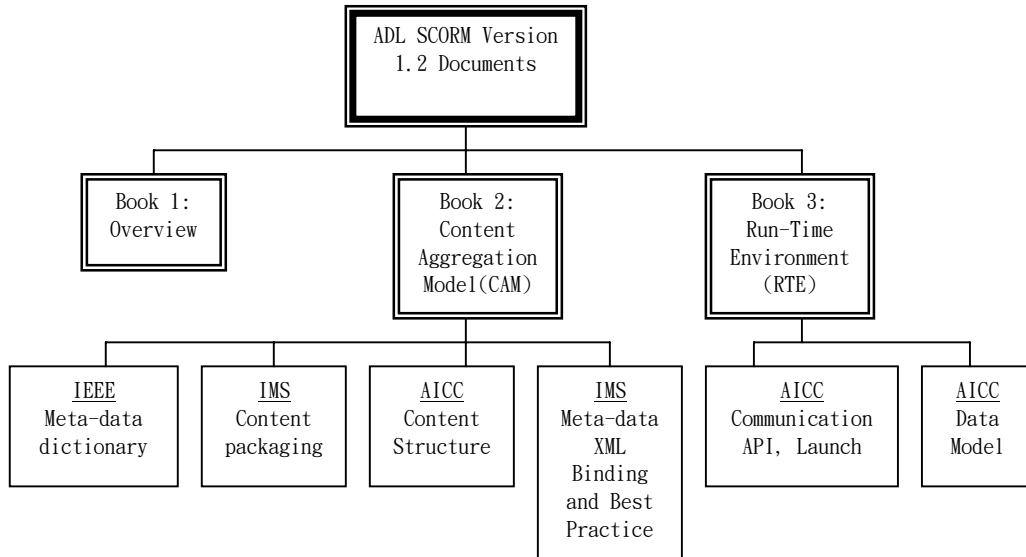 ADL SCORM Version
1.2 Documents
Book 1:
Overview
Book 2:
Content
Aggregation
Model(CAM)
Book 3:
Run-Time
Environment
(RTE)
IEEE
Meta-data
dictionary
IMS
Content
packaging
AICC
Content
Structure
IMS
Meta-data
XML
Binding
and Best
Practice
AICC
Communication
API, Launch
AICC
Data
Model